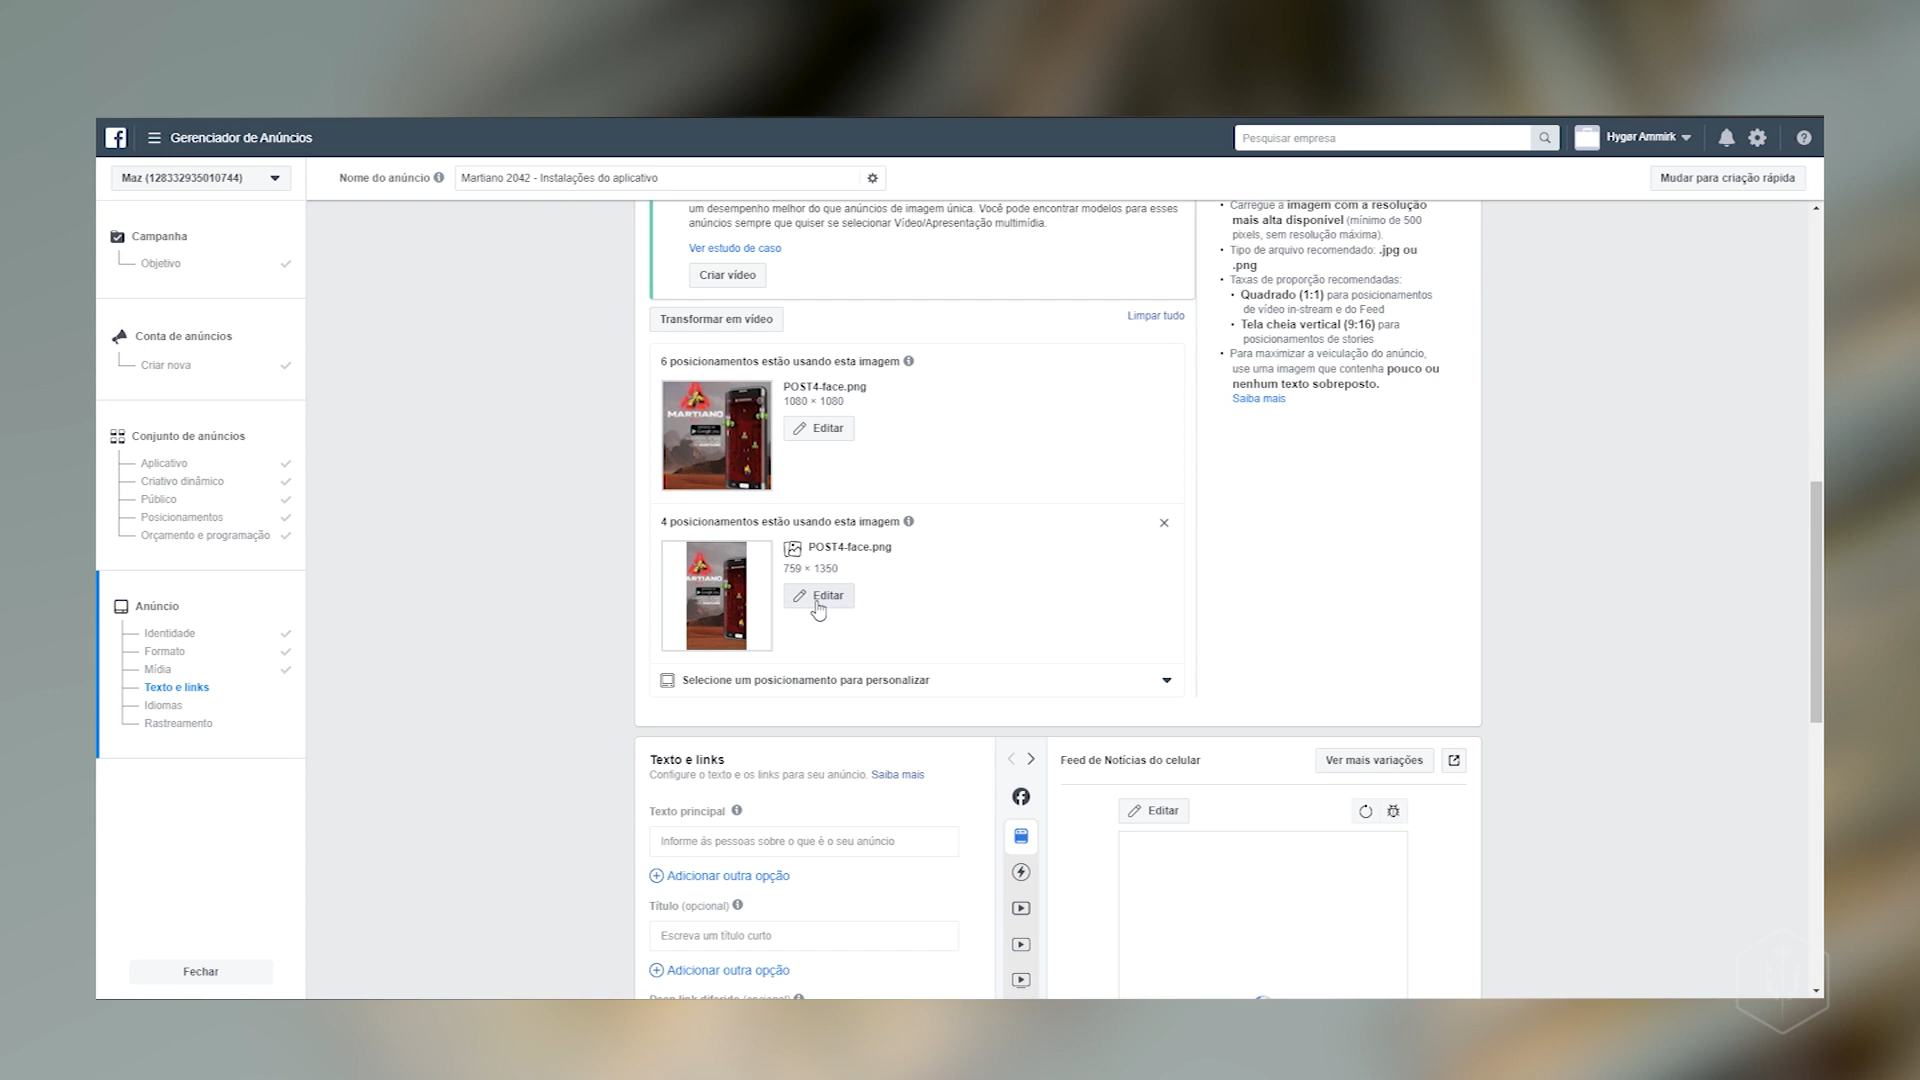 Gerenciador de Anúncios
Pesquisar empresa
Hygør Ammirk
Maz (128332935010744)
Nome do anúncio
Martiano 2042 - Instalações do aplicativo
Mudar para criação rápida
Campanha
Objetivo
Conta de anúncios
Criar nova
Conjunto de anúncios
Aplicativo
Criativo dinâmico
Público
Posicionamentos
Orçamento e programação
Anúncio
Identidade
Formato
Mídia
Texto e links
Idiomas
Rastreamento
Fechar
um desempenho melhor do que anúncios de imagem única. Você pode encontrar modelos para esses
anúncios sempre que quiser se selecionar Vídeo/Apresentação multimídia.
Ver estudo de caso
Criar vídeo
Transformar em vídeo
Limpar tudo
6 posicionamentos estão usando esta imagem
MARTIANO
POST4-face.png
1080 × 1080
Editar
4 posicionamentos estão usando esta imagem
POST4-face.png
759 × 1350
Editar
Selecione um posicionamento para personalizar
• Carregue a imagem com a resolução
mais alta disponível (mínimo de 500
pixels, sem resolução máxima).
• Tipo de arquivo recomendado: .jpg ou
.png
• Taxas de proporção recomendadas:
• Quadrado (1:1) para posicionamentos
de vídeo in-stream e do Feed
• Tela cheia vertical (9:16) para
posicionamentos de stories
• Para maximizar a veiculação do anúncio,
use uma imagem que contenha pouco ou
nenhum texto sobreposto.
Saiba mais
Texto e links
Configure o texto e os links para seu anúncio. Saiba mais
Texto principal
Informe às pessoas sobre o que é o seu anúncio
Adicionar outra opção
Título (opcional)
Escreva um título curto
Adicionar outra opção
Deep link diferido (opcional)
Feed de Notícias do celular
Ver mais variações
Editar